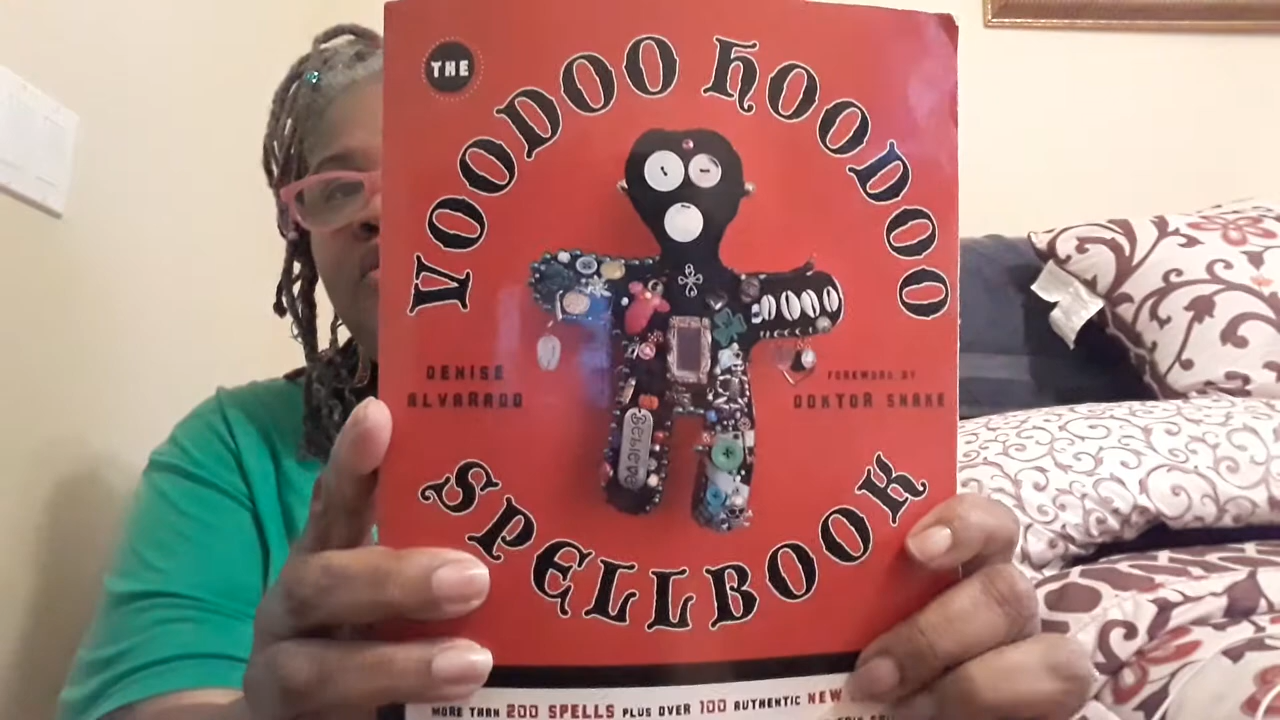 THE
VOODOO HOODOO
DENISE
ALVARADO
FOREWORD BY
DOKTOR SNAKE
believe
SPELLBOOK
MORE THAN 200 SPELLS PLUS OVER 100 AUTHENTIC NEW